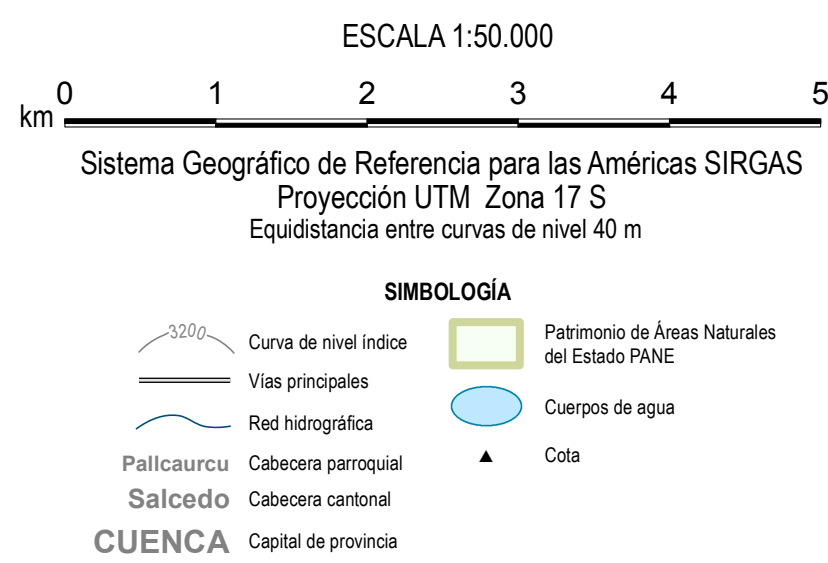 ESCALA 1:50.000
0 1 2 3 4 5
km
Sistema Geográfico de Referencia para las Américas SIRGAS
Proyección UTM Zona 17 S
Equidistancia entre curvas de nivel 40 m
SIMBOLOGÍA
3200
Curva de nivel índice
Vías principales
Red hidrográfica
Pallcaurcu Cabecera parroquial
Salcedo Cabecera cantonal
CUENCA Capital de provincia
Patrimonio de Áreas Naturales
del Estado PANE
Cuerpos de agua
Cota